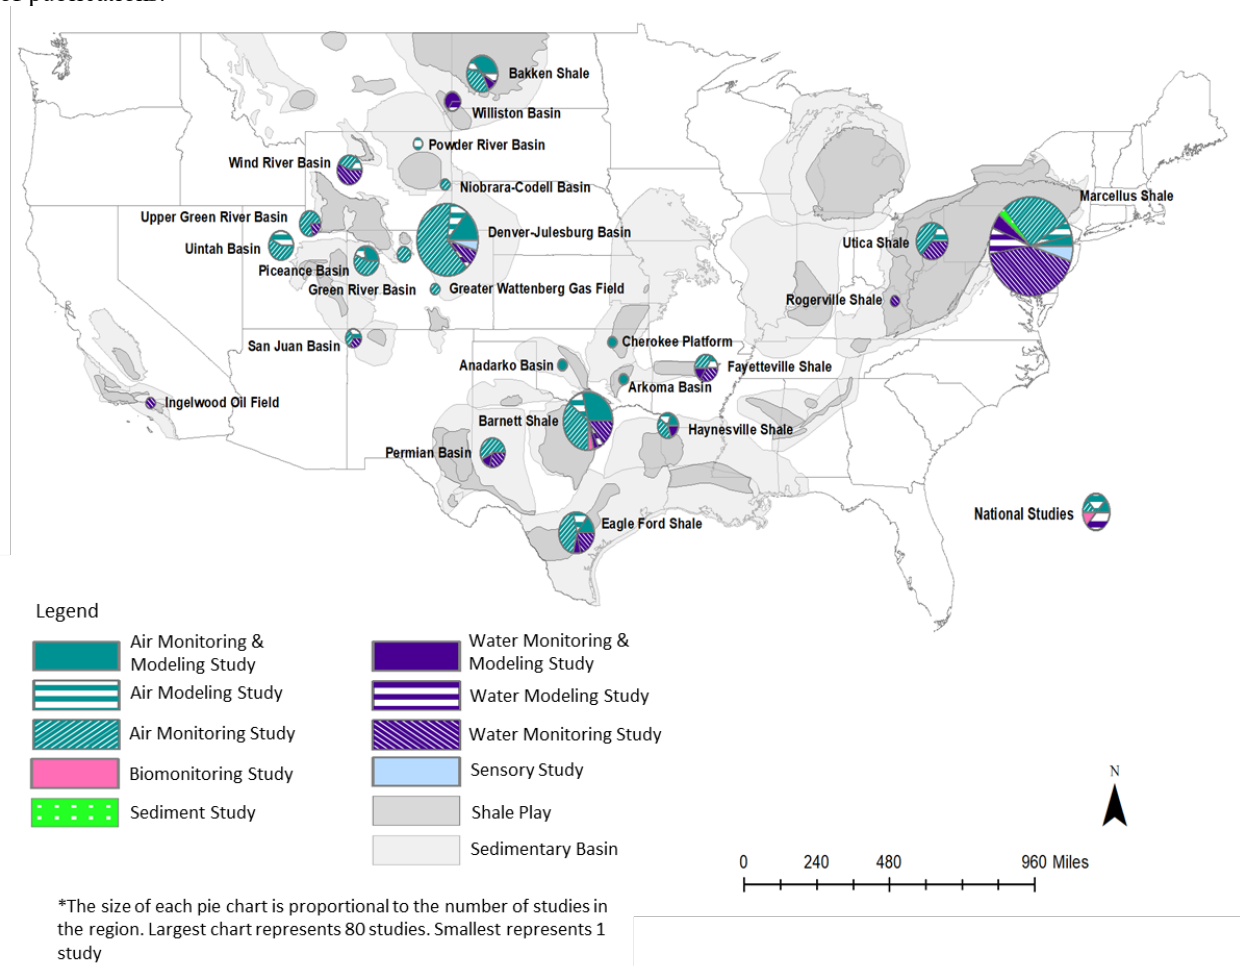 Bakken Shale
Williston Basin
Powder River Basin
Wind River Basin
Niobrara-Codell Basin
Marcellus Shale
Upper Green River Basin
Denver-Julesburg Basin
Utica Shale
Uintah Basin
Piceance Basin
Green River Basin
Greater Wattenberg Gas Field
Rogerville Shale
San Juan Basin
Cherokee Platform
Anadarko Basin
Fayetteville Shale
Arkoma Basin
Ingelwood Oil Field
Barnett Shale
Haynesville Shale
Permian Basin
National Studies
Eagle Ford Shale
Legend
Air Monitoring &
Modeling Study
Air Modeling Study
Air Monitoring Study
Biomonitoring Study
Sediment Study
Water Monitoring &
Modeling Study
Water Modeling Study
Water Monitoring Study
Sensory Study
Shale Play
Sedimentary Basin
N
0 240 480 960 Miles
*The size of each pie chart is proportional to the number of studies in
the region. Largest chart represents 80 studies. Smallest represents 1
study